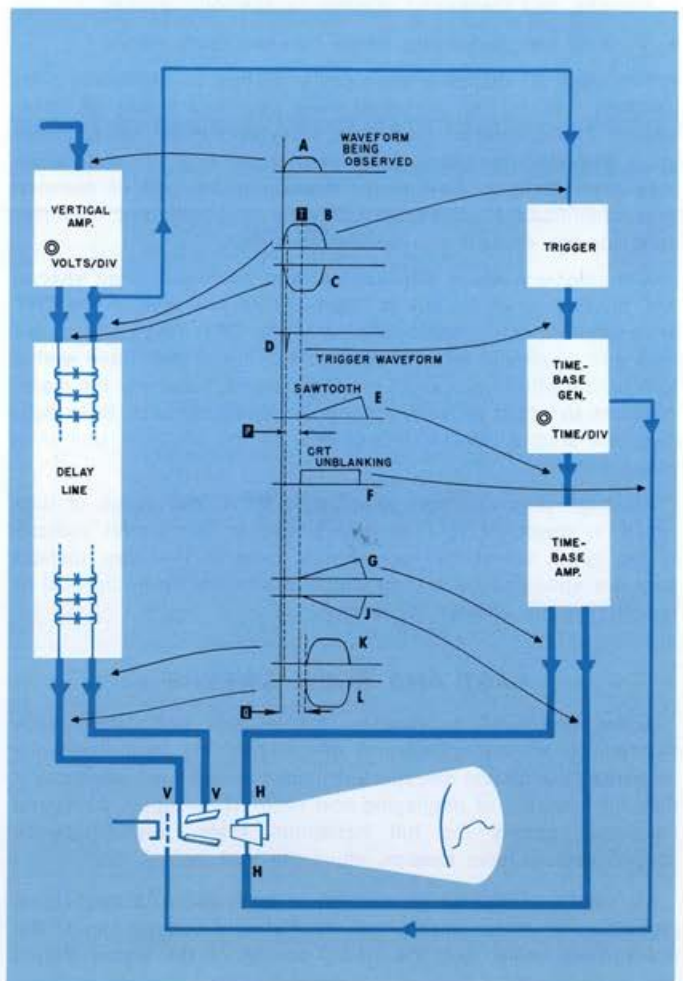 WAVEFORM
BEING
OBSERVED
A
VERTICAL
AMP.
VOLTS/DIV
T
B
C
TRIGGER
D
TRIGGER WAVEFORM
TIME-
BASE
GEN.
TIME/DIV
SAWTOOTH
E
P
CRT
UNBLANKING
F
DELAY
LINE
TIME-
BASE
AMP.
G
J
K
L
Q
V
V
H
H